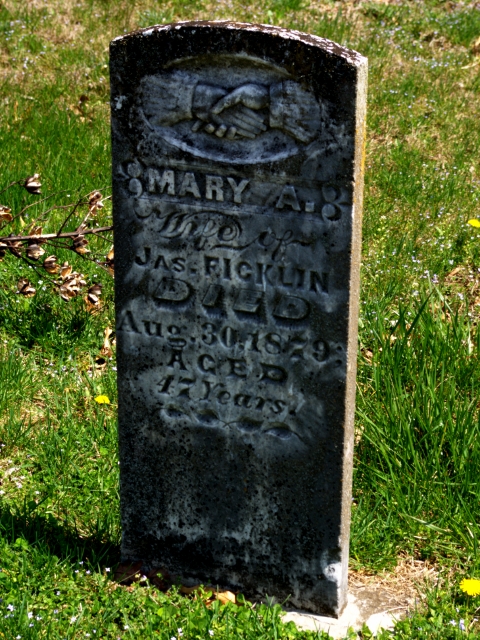 MARY A.
Wife of
JAS. FICKLIN
DIED
Aug. 30, 1879
AGED
47 Years.